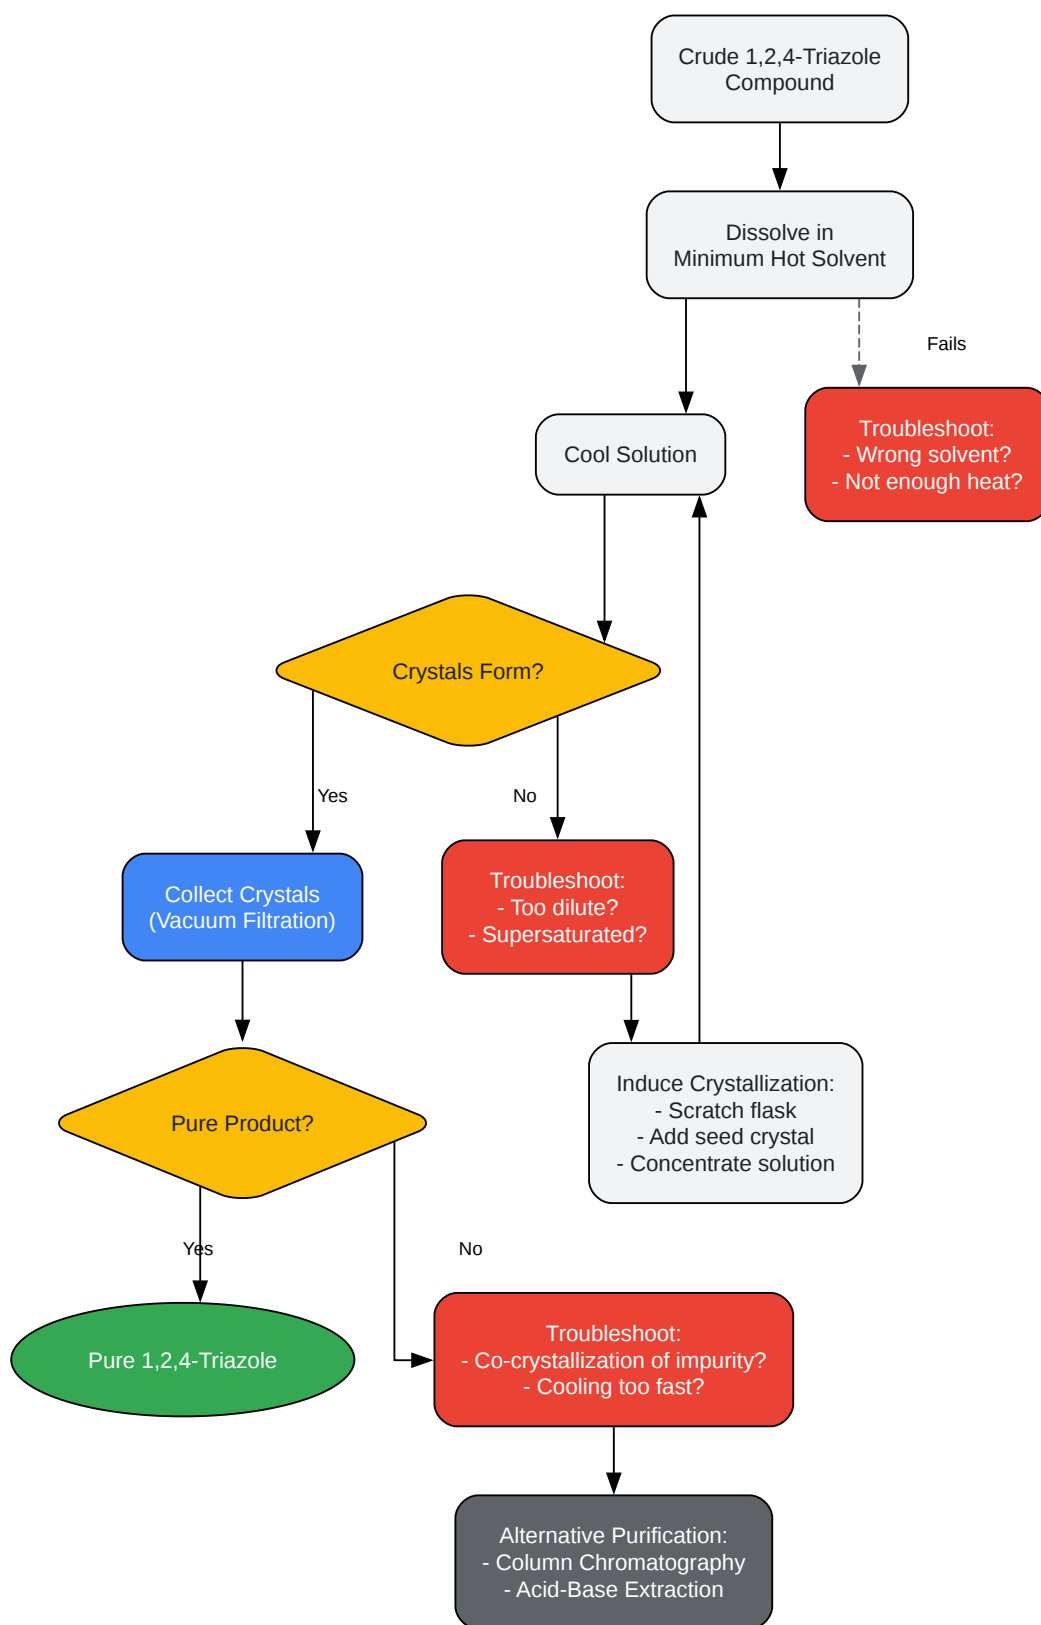 Crude 1,2,4-Triazole
Compound
Dissolve in
Minimum Hot Solvent
Fails
Troubleshoot:
- Wrong solvent?
- Not enough heat?
Cool Solution
Crystals Form?
Yes
No
Collect Crystals
(Vacuum Filtration)
Troubleshoot:
- Too dilute?
- Supersaturated?
Induce Crystallization:
- Scratch flask
- Add seed crystal
- Concentrate solution
Pure Product?
Yes
No
Pure 1,2,4-Triazole
Troubleshoot:
- Co-crystallization of impurity?
- Cooling too fast?
Alternative Purification:
- Column Chromatography
- Acid-Base Extraction